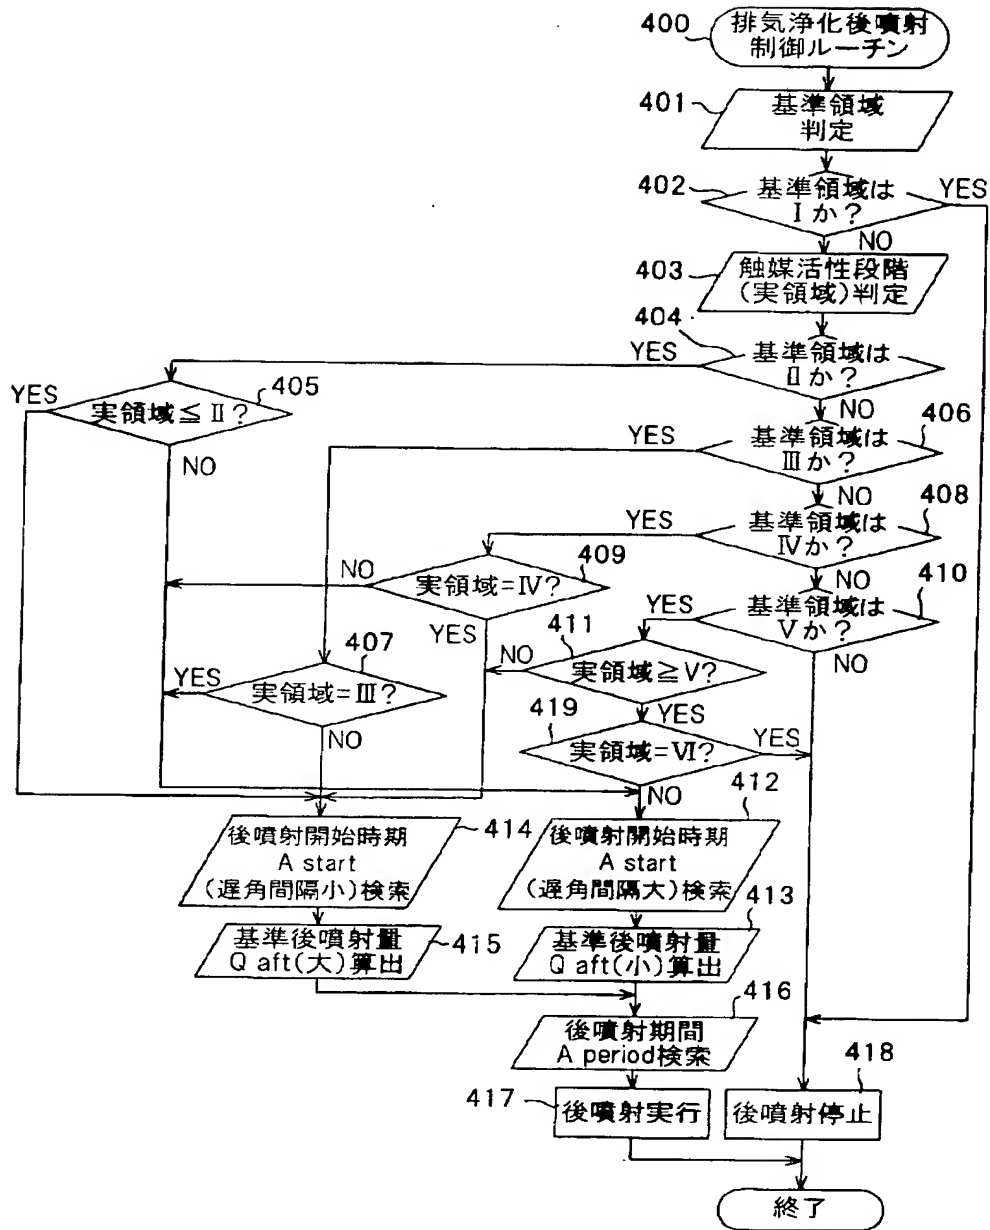 400
排気浄化後噴射
制御ルーチン
401
基準領域
判定
402
基準領域は
Ⅰか？
YES
NO
403
触媒活性段階
(実領域)判定
404
YES
基準領域は
Ⅱか？
NO
YES
405
実領域≦Ⅱ？
NO
YES
基準領域は
Ⅲか？
406
NO
YES
基準領域は
Ⅳか？
408
NO
NO
409
実領域=Ⅳ？
YES
YES
基準領域は
Ⅴか？
410
NO
411
NO
実領域≧Ⅴ？
YES
407
YES
実領域=Ⅲ？
NO
419
実領域=Ⅵ？
YES
NO
後噴射開始時期
A start
(遅角間隔小)検索
414
412
後噴射開始時期
A start
(遅角間隔大)検索
基準後噴射量
Q aft(大)算出
415
413
基準後噴射量
Q aft(小)算出
416
後噴射期間
A period検索
417
後噴射実行
418
後噴射停止
終了